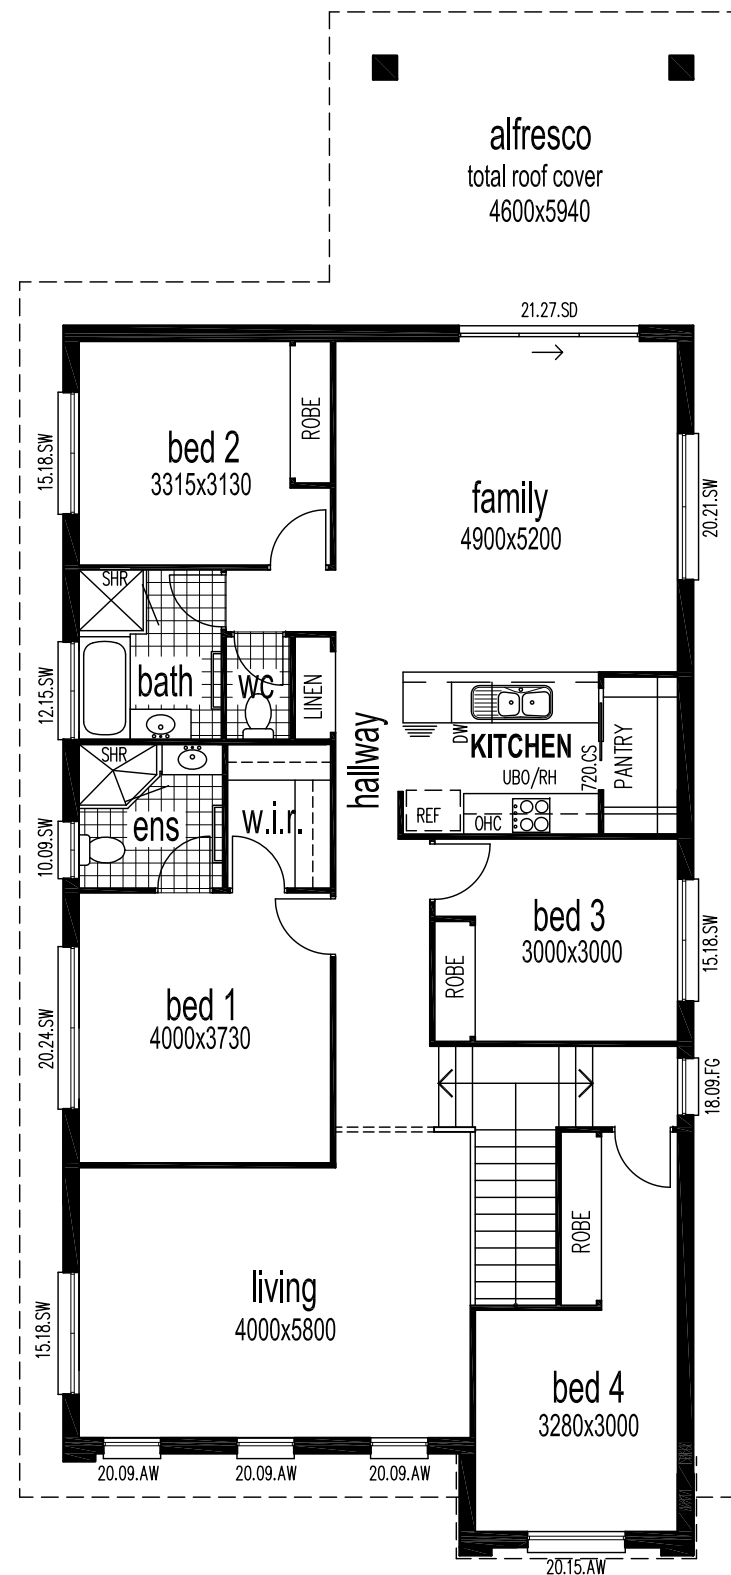 alfresco
total roof cover
4600x5940
21.27.SD
15.18.SW
bed 2
3315x3130
ROBE
family
4900x5200
20.21.SW
SHR
12.15.SW
bath
wc
LINEN
hallway
DW
KITCHEN
UBO/RH
720.CS
PANTRY
SHR
10.09.SW
ens
w.i.r.
REF
OHC
bed 3
3000x3000
ROBE
15.18.SW
bed 1
4000x3730
20.24.SW
18.09.FG
ROBE
living
4000x5800
15.18.SW
bed 4
3280x3000
20.09.AW
20.09.AW
20.09.AW
20.15.AW